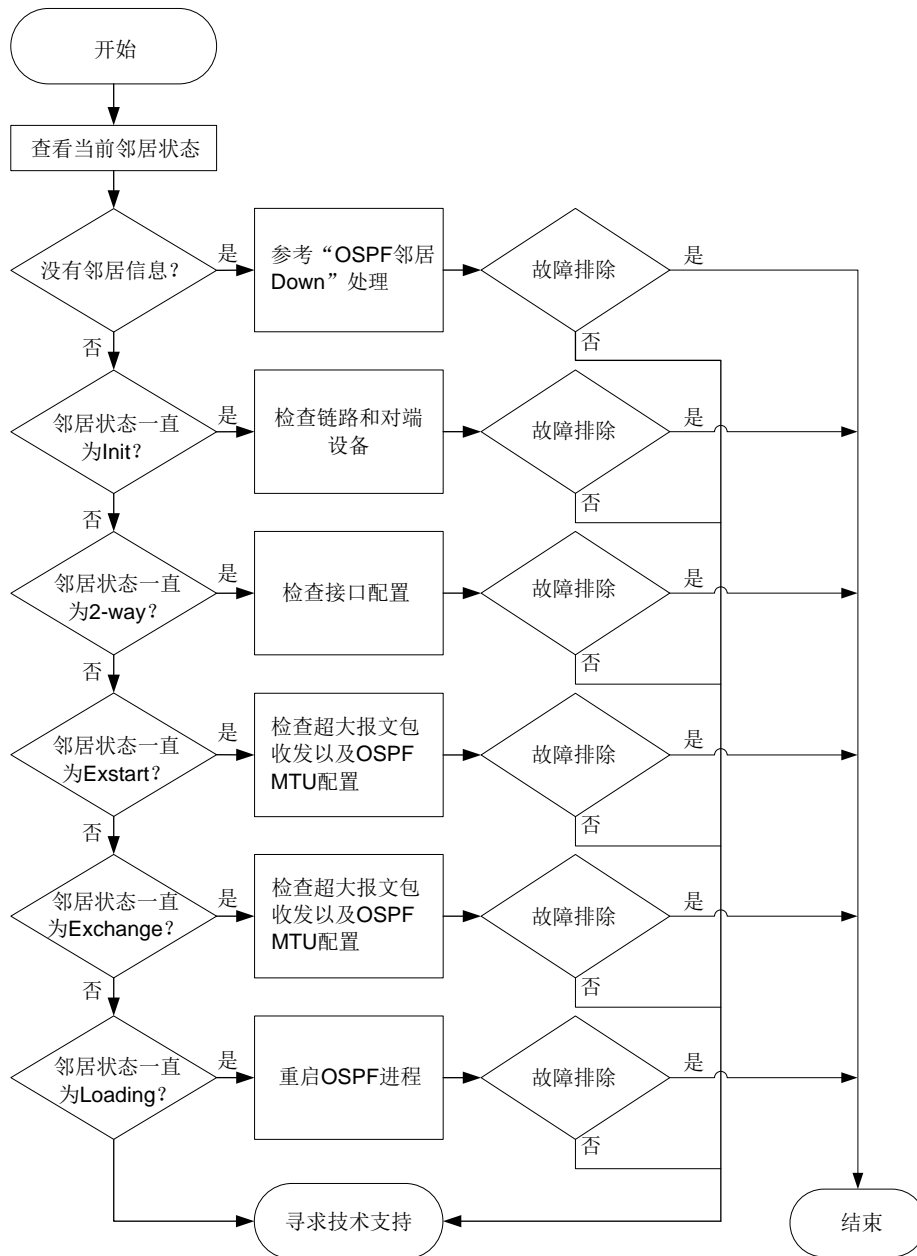 开始
查看当前邻居状态
没有邻居信息？
是
参考“OSPF邻居
Down”处理
故障排除
是
否
否
邻居状态一直
为Init？
是
检查链路和对端
设备
故障排除
是
否
否
邻居状态一直
为2-way？
是
检查接口配置
故障排除
是
否
否
邻居状态一直
为Exstart？
是
检查超大报文包
收发以及OSPF
MTU配置
故障排除
是
否
否
邻居状态一直
为Exchange？
是
检查超大报文包
收发以及OSPF
MTU配置
故障排除
是
否
否
邻居状态一直
为Loading？
是
重启OSPF进程
故障排除
是
否
寻求技术支持
结束